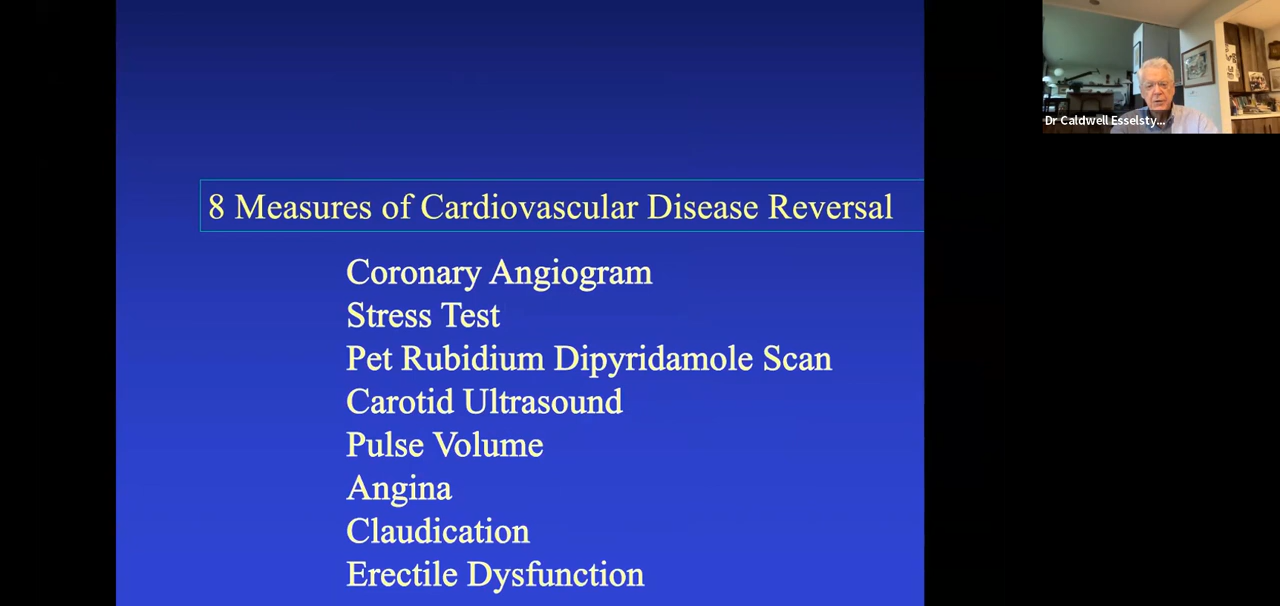 8 Measures of Cardiovascular Disease Reversal
Coronary Angiogram
Stress Test
Pet Rubidium Dipyridamole Scan
Carotid Ultrasound
Pulse Volume
Angina
Claudication
Erectile Dysfunction
Dr Caldwell Esselsty...